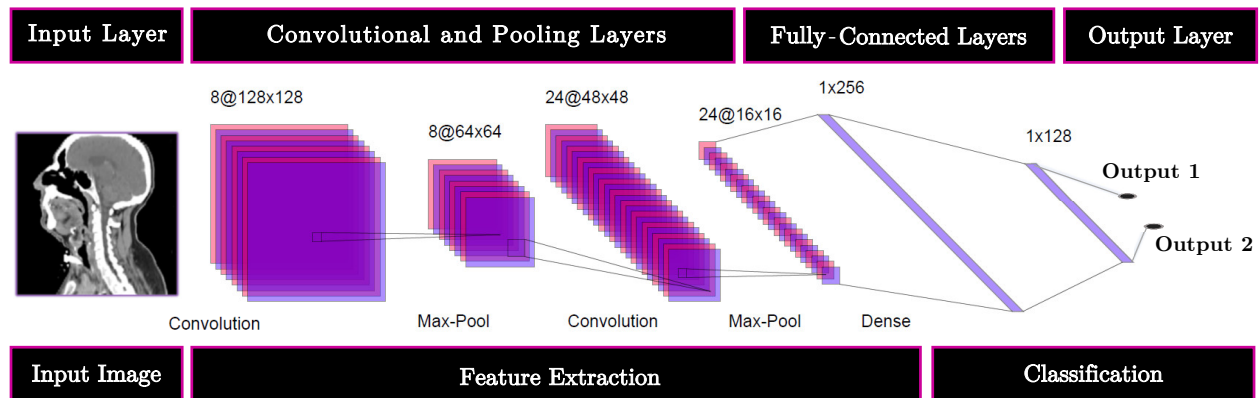 Input Layer
Convolutional and Pooling Layers
Fully-Connected Layers
Output Layer
8@128x128
8@64x64
24@48x48
24@16x16
1x256
1x128
Output 1
Output 2
Convolution
Max-Pool
Convolution
Max-Pool
Dense
Input Image
Feature Extraction
Classification